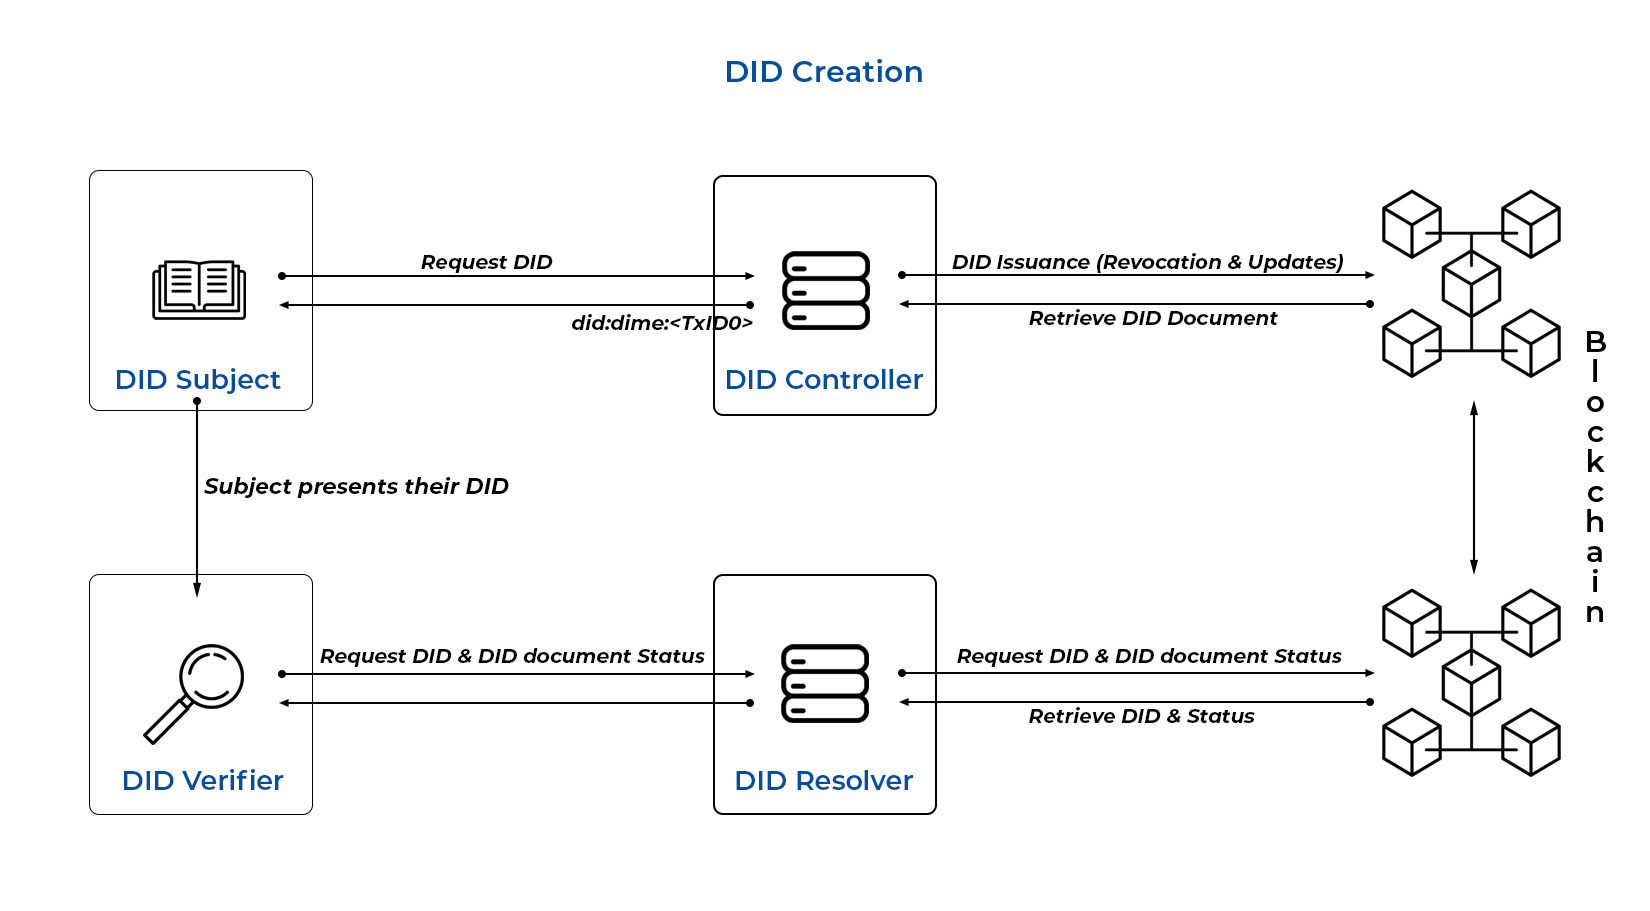 DID Creation
Request DID
DID Issuance (Revocation & Updates)
did:dime:<TxID0>
Retrieve DID Document
DID Subject
DID Controller
Blockchain
Subject presents their DID
Request DID & DID document Status
Request DID & DID document Status
Retrieve DID & Status
DID Verifier
DID Resolver